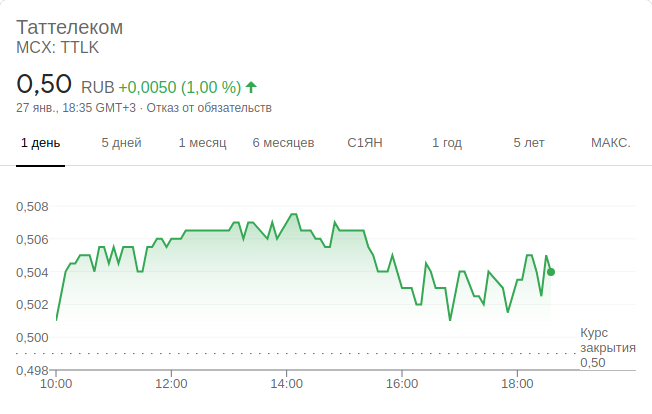 Таттелеком
MCX: TTLK
0,50 RUB +0,0050 (1,00 %)
27 янв., 18:35 GMT+3 · Отказ от обязательств
1 день 5 дней 1 месяц 6 месяцев С1ЯН 1 год 5 лет МАКС.
0,508
0,506
0,504
0,502
0,500
0,498
Курс
закрытия
0,50
10:00 12:00 14:00 16:00 18:00